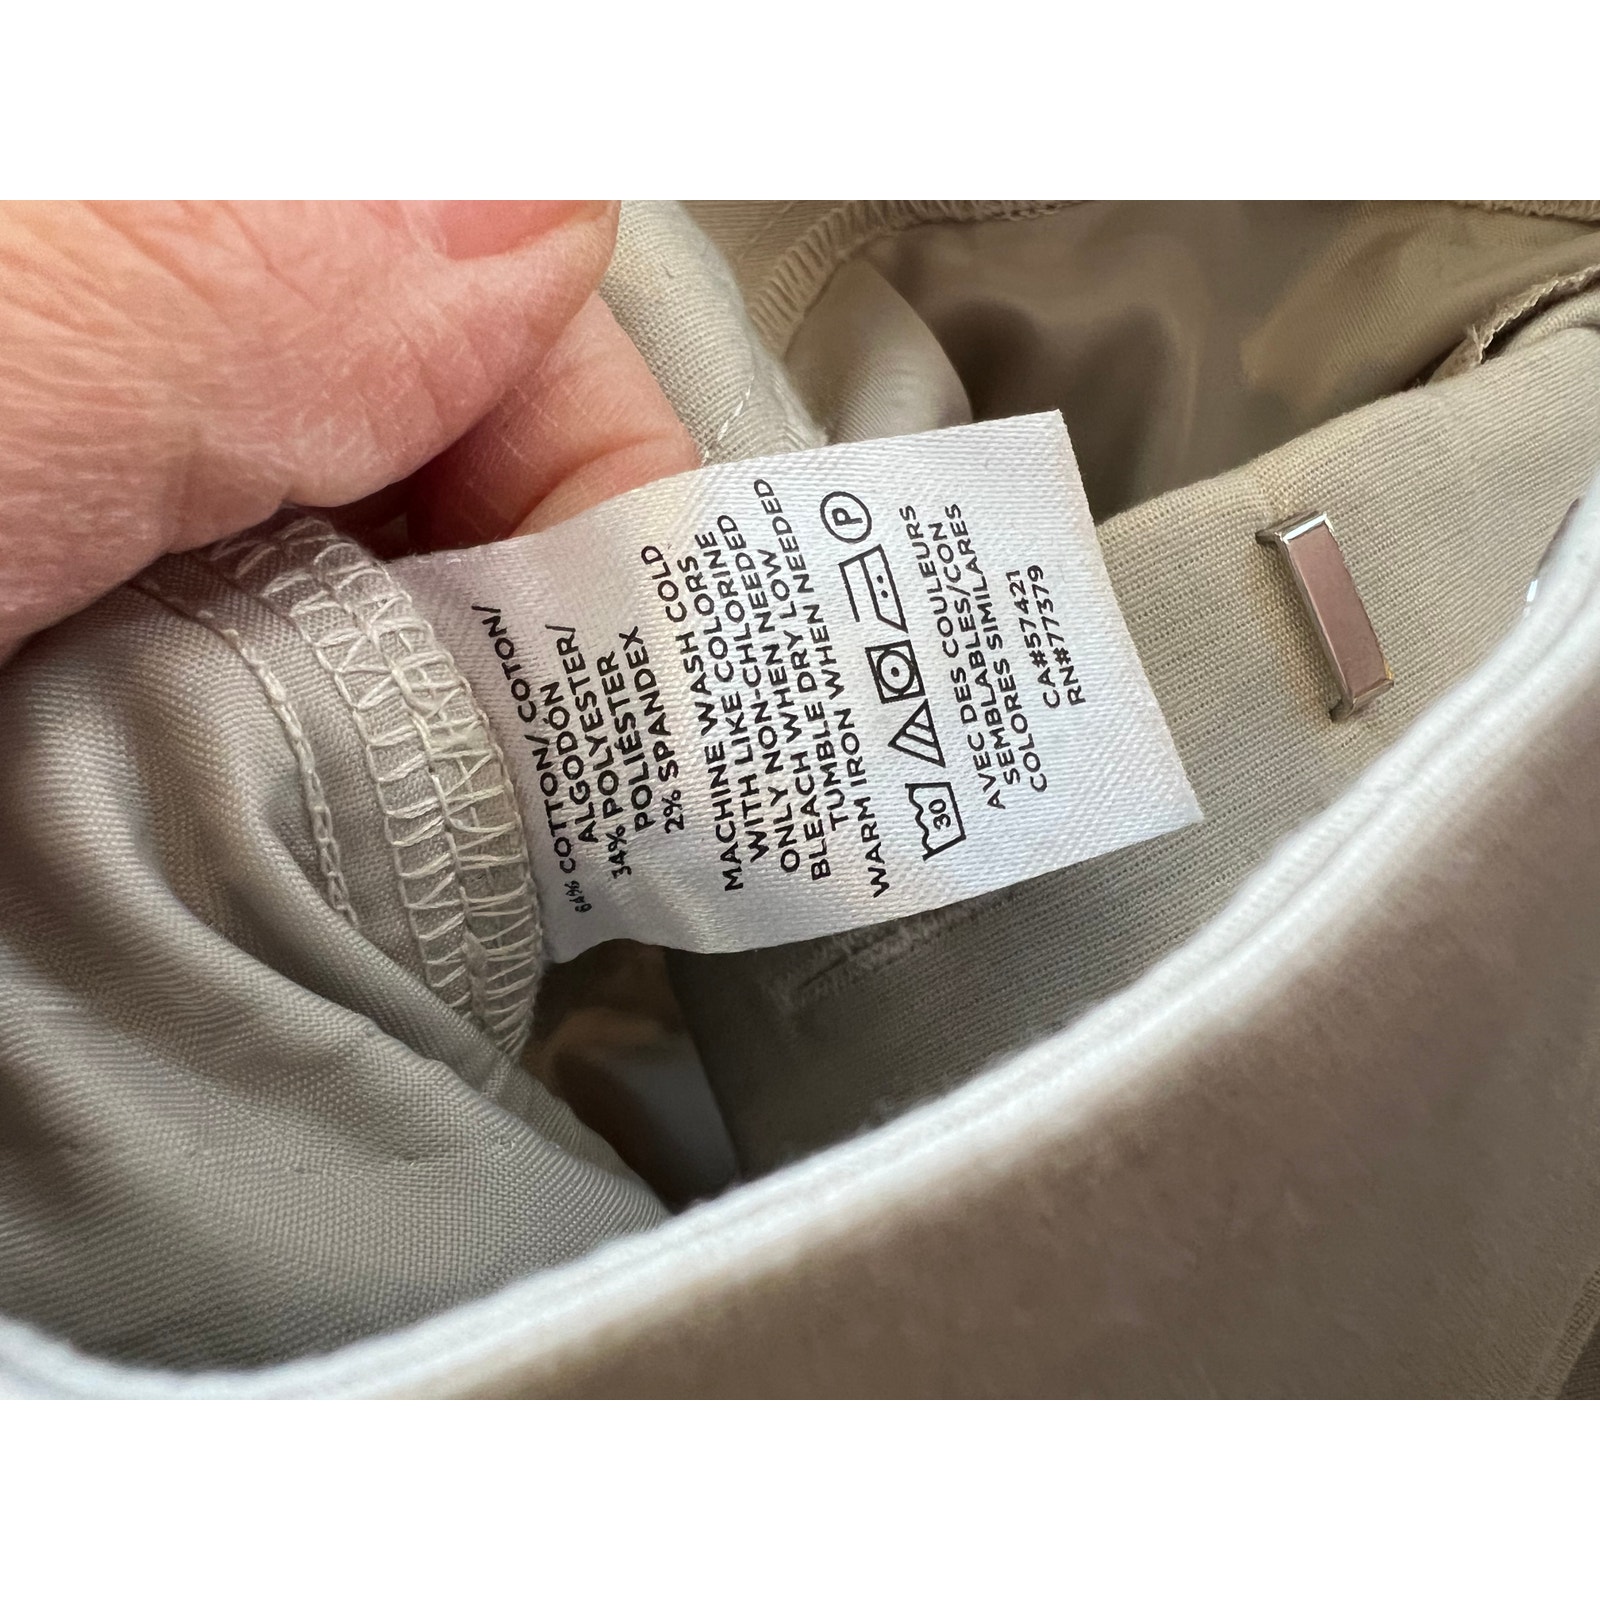 64% COTTON/ COTON/
ALGODÓN
34% POLYESTER/
POLYESTER
POLIÉSTER
2% SPANDEX
MACHINE WASH COLD
WITH LIKE COLORS
ONLY NON-CHLORINE
BLEACH WHEN NEEDED
TUMBLE DRY LOW
WARM IRON WHEN NEEDED
30
P
AVEC DES COULEURS
SEMBLABLES/CON
COLORES SIMILARES
CA#57421
RN#77379